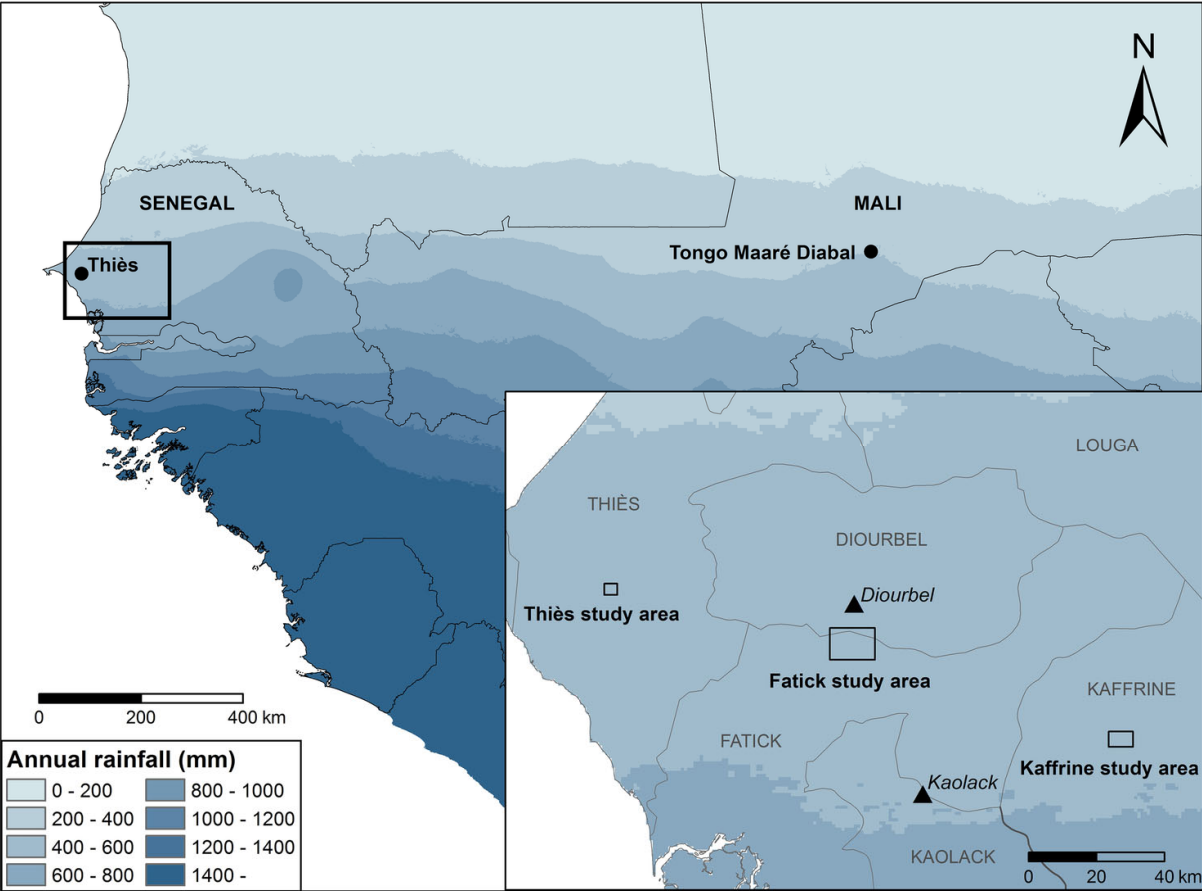 N
SENEGAL
MALI
Thiès
Tongo Maaré Diabal
LOUGA
THIÈS
DIOURBEL
Diourbel
Thiès study area
Fatick study area
KAFFRINE
FATICK
Kaffrine study area
Kaolack
KAOLACK
0 20 40 km
0 200 400 km
Annual rainfall (mm)
0 - 200
200 - 400
400 - 600
600 - 800
800 - 1000
1000 - 1200
1200 - 1400
1400 -